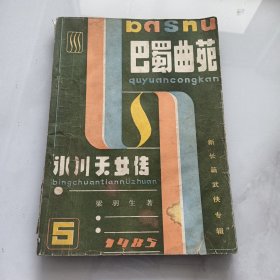 bashu
巴蜀曲苑
quyuancongkan
冰川天女传
bingchuantiannüzhuan
梁羽生著
新长篇武侠专辑
5
1985